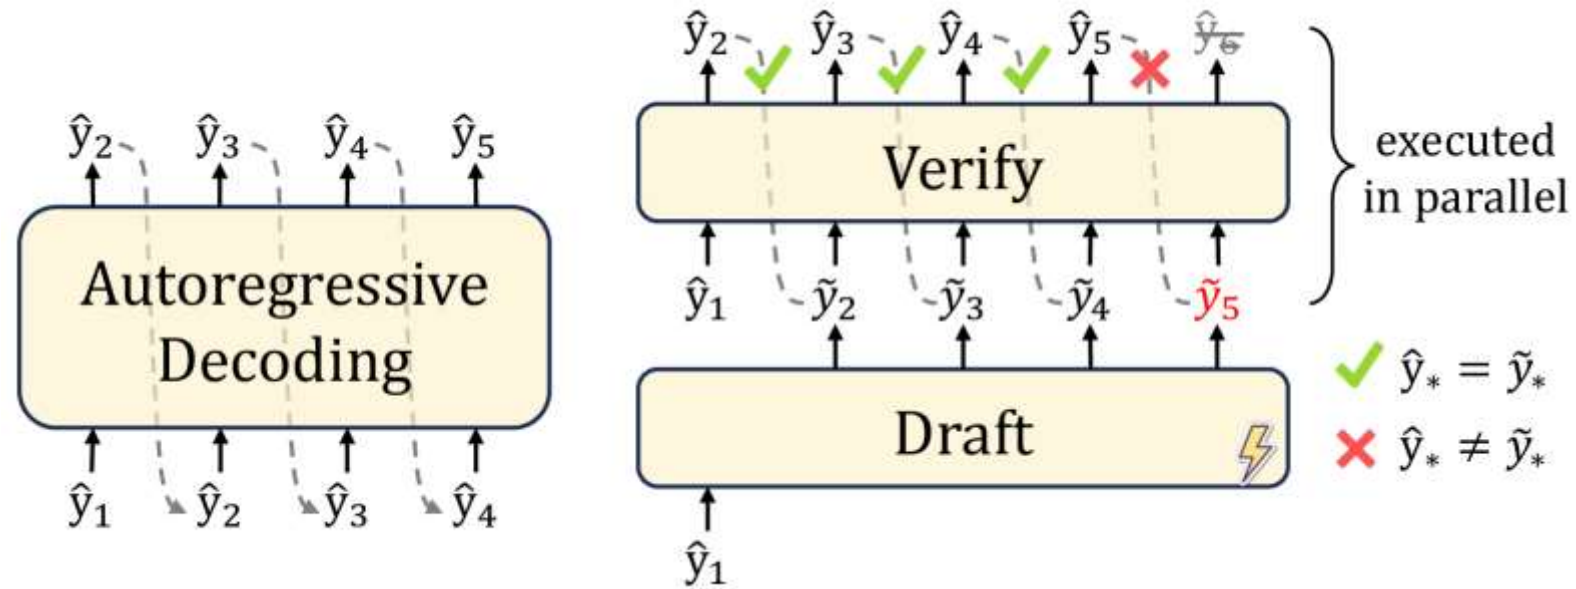 ŷ₂ ŷ₃ ŷ₄ ŷ₅
Autoregressive
Decoding
ŷ₁ ŷ₂ ŷ₃ ŷ₄
ŷ₂ ŷ₃ ŷ₄ ŷ₅ ŷ₆
Verify
ŷ₁ ỹ₂ ỹ₃ ỹ₄ ỹ₅
Draft
ŷ₁
executed
in parallel
ŷ* = ỹ*
ŷ* ≠ ỹ*